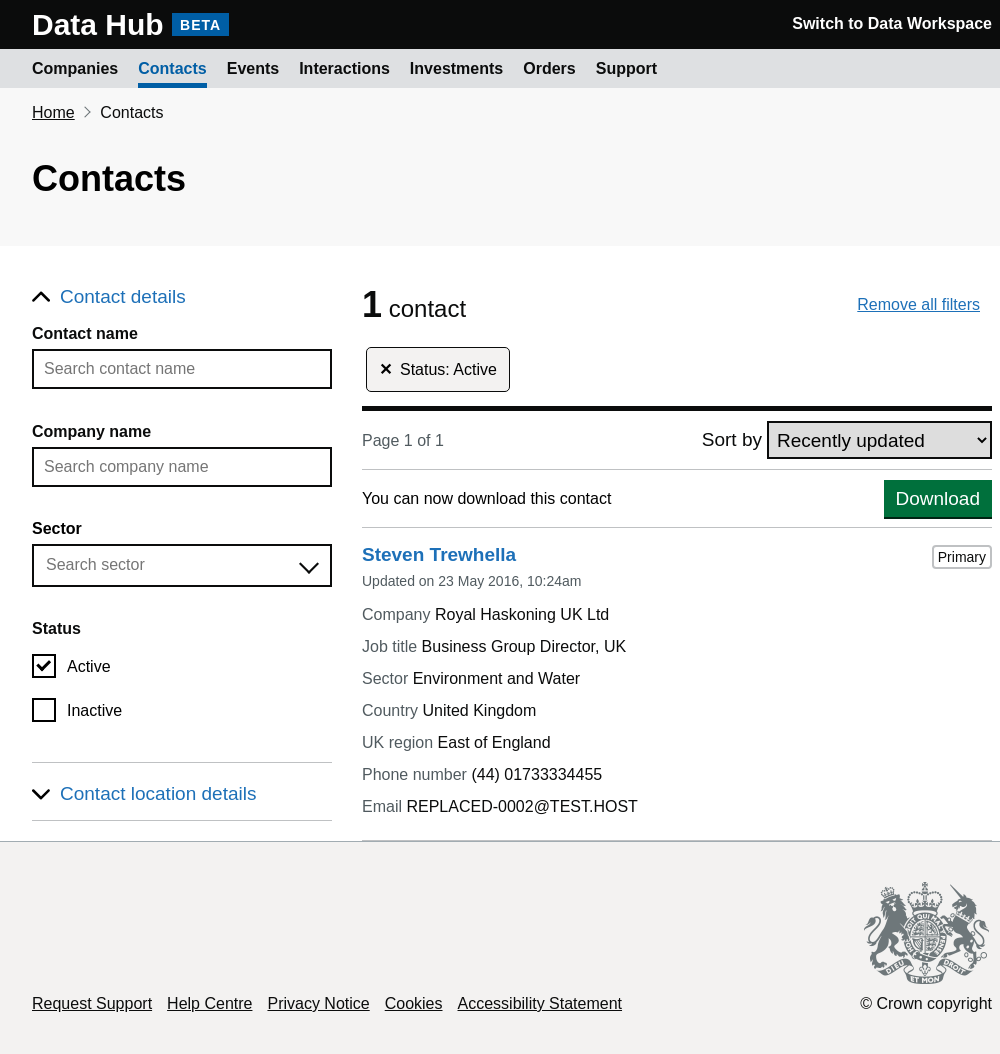 Data Hub BETA Switch to Data Workspace
Companies Contacts Events Interactions Investments Orders Support
Home Contacts
Contacts
Contact details
Contact name
Search contact name
Company name
Search company name
Sector
Search sector
Status
Active
Inactive
Contact location details
1 contact Remove all filters
✕ Status: Active
Page 1 of 1 Sort by Recently updated
You can now download this contact Download
Steven Trewhella Primary
Updated on 23 May 2016, 10:24am
Company Royal Haskoning UK Ltd
Job title Business Group Director, UK
Sector Environment and Water
Country United Kingdom
UK region East of England
Phone number (44) 01733334455
Email REPLACED-0002@TEST.HOST
DIEU ET MON DROIT
Request Support Help Centre Privacy Notice Cookies Accessibility Statement © Crown copyright